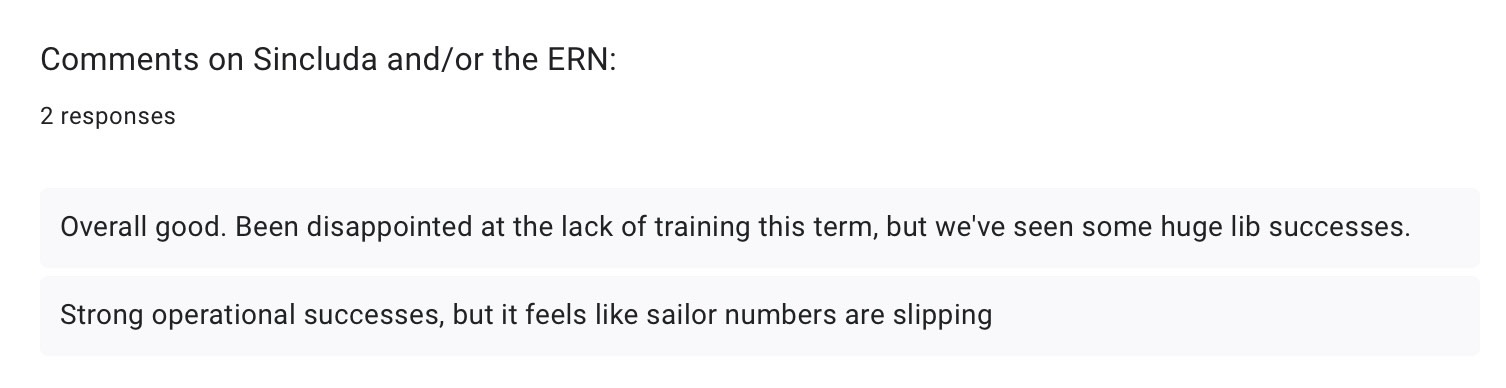 Comments on Sincluda and/or the ERN:
2 responses
Overall good. Been disappointed at the lack of training this term, but we've seen some huge lib successes.
Strong operational successes, but it feels like sailor numbers are slipping